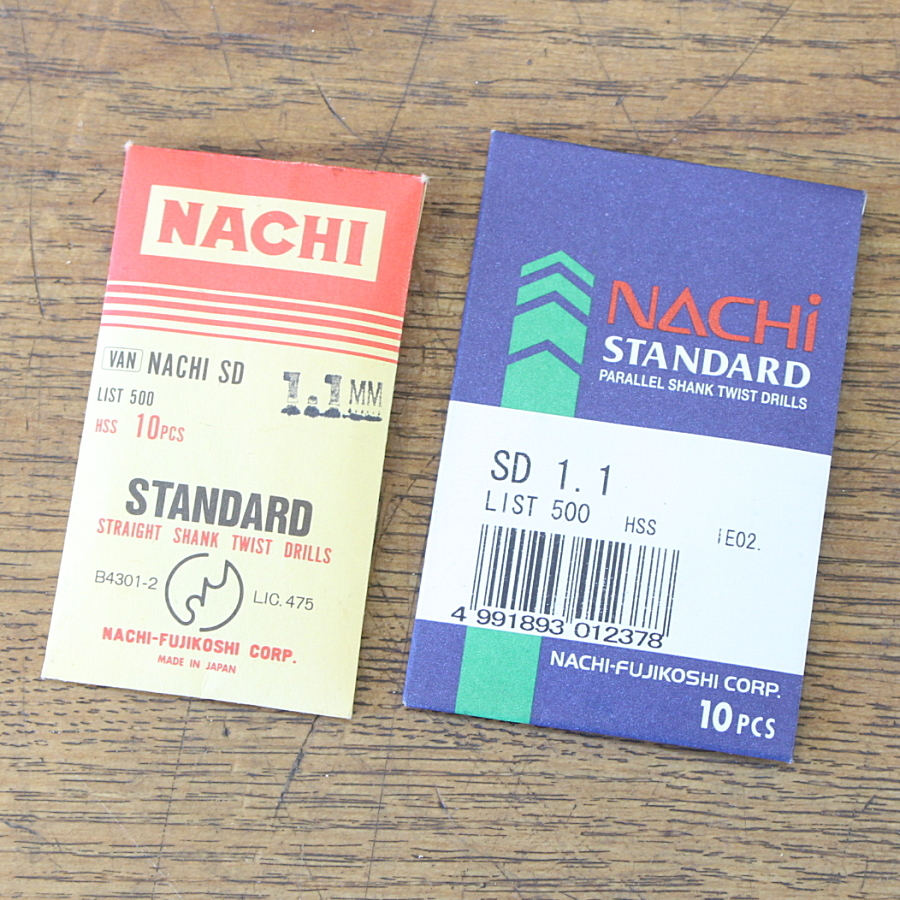 NACHI
VAN NACHI SD
1.1 MM
LIST 500
HSS 10PCS
STANDARD
STRAIGHT SHANK TWIST DRILLS
B4301-2 LIC. 475
NACHI-FUJIKOSHI CORP.
MADE IN JAPAN
NACHi
STANDARD
PARALLEL SHANK TWIST DRILLS
SD 1.1
LIST 500 HSS
4 991893 012378
NACHI-FUJIKOSHI CORP.
10 PCS